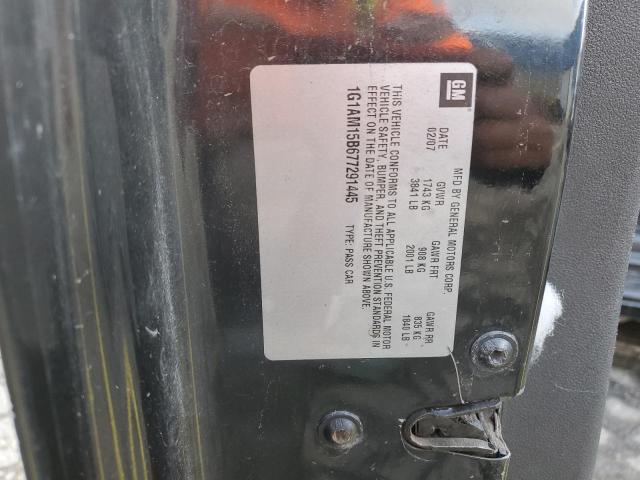 GM
MFD BY GENERAL MOTORS CORP.
DATE GVWR GAWR FRT GAWR RR
02/07 1743 KG 908 KG 835 KG
3841 LB 2001 LB 1840 LB
THIS VEHICLE CONFORMS TO ALL APPLICABLE U.S. FEDERAL MOTOR
VEHICLE SAFETY, BUMPER, AND THEFT PREVENTION STANDARDS IN
EFFECT ON THE DATE OF MANUFACTURE SHOWN ABOVE.
1G1AM15B677291445 TYPE: PASS CAR